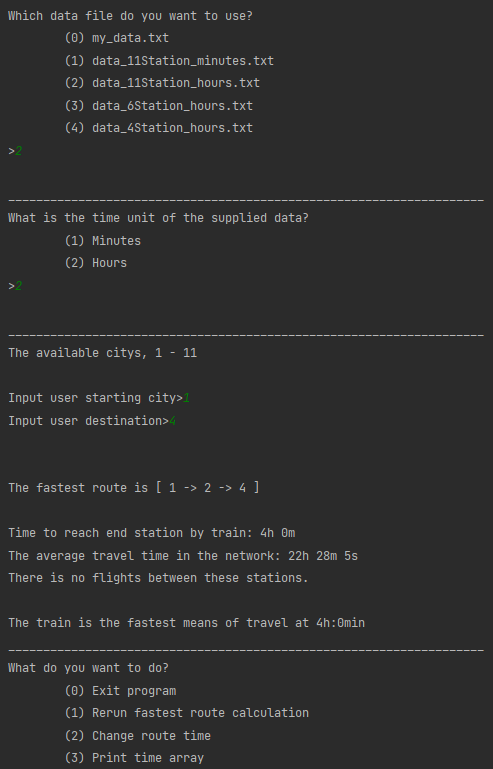 Which data file do you want to use?
(0) my_data.txt
(1) data_11Station_minutes.txt
(2) data_11Station_hours.txt
(3) data_6Station_hours.txt
(4) data_4Station_hours.txt
>2
____________________________________________________________________
What is the time unit of the supplied data?
(1) Minutes
(2) Hours
>2
____________________________________________________________________
The available citys, 1 - 11
Input user starting city>1
Input user destination>4
The fastest route is [ 1 -> 2 -> 4 ]
Time to reach end station by train: 4h 0m
The average travel time in the network: 22h 28m 5s
There is no flights between these stations.
The train is the fastest means of travel at 4h:0min
____________________________________________________________________
What do you want to do?
(0) Exit program
(1) Rerun fastest route calculation
(2) Change route time
(3) Print time array